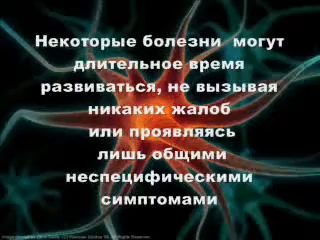 Некоторые болезни могут
длительное время
развиваться, не вызывая
никаких жалоб
или проявляясь
лишь общими
неспецифическими
симптомами